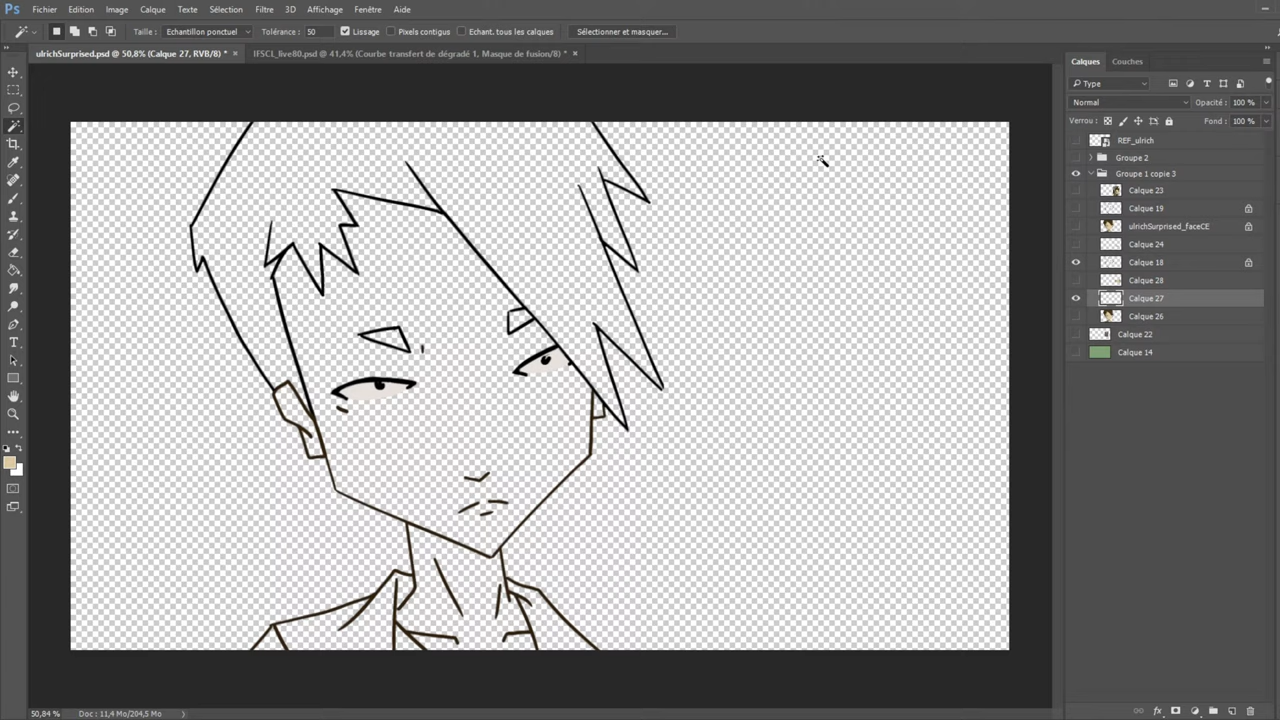 Ps Fichier Edition Image Calque Texte Sélection Filtre 3D Affichage Fenêtre Aide
Taille : Echantillon ponctuel Tolérance : 50 Lissage Pixels contigus Echant. tous les calques Sélectionner et masquer...
ulrichSurprised.psd @ 50,8% (Calque 27, RVB/8) * × IFSCL_live80.psd @ 41,4% (Courbe transfert de dégradé 1, Masque de fusion/8) * ×
Calques Couches
Type
Normal Opacité : 100 %
Verrou : Fond : 100 %
REF_ulrich
Groupe 2
Groupe 1 copie 3
Calque 23
Calque 19
ulrichSurprised_faceCE
Calque 24
Calque 18
Calque 28
Calque 27
Calque 26
Calque 22
Calque 14
50,84 % Doc : 11,4 Mo/204,5 Mo